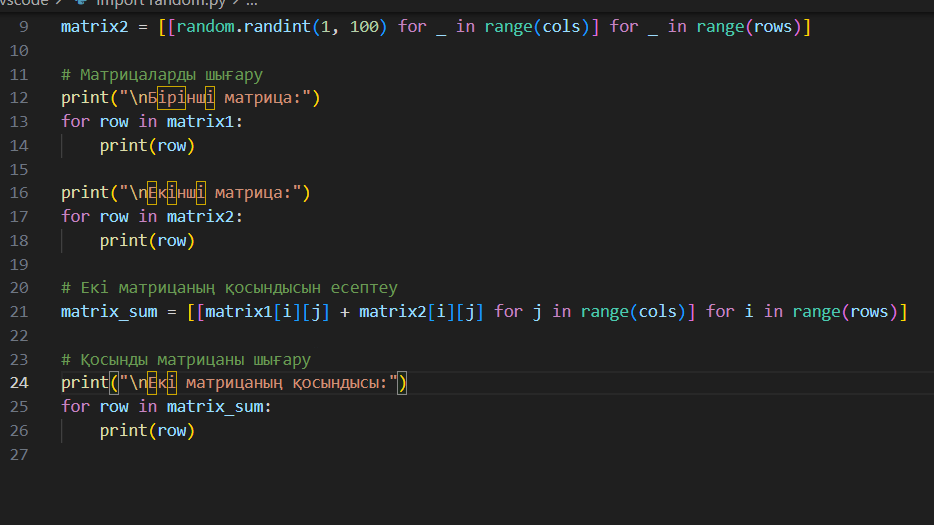 vscode > import random.py > ...
9 matrix2 = [[random.randint(1, 100) for _ in range(cols)] for _ in range(rows)]
10
11 # Матрицаларды шығару
12 print("\nБірінші матрица:")
13 for row in matrix1:
14     print(row)
15
16 print("\nЕкінші матрица:")
17 for row in matrix2:
18     print(row)
19
20 # Екі матрицаның қосындысын есептеу
21 matrix_sum = [[matrix1[i][j] + matrix2[i][j] for j in range(cols)] for i in range(rows)]
22
23 # Қосынды матрицаны шығару
24 print("\nЕкі матрицаның қосындысы:")
25 for row in matrix_sum:
26     print(row)
27